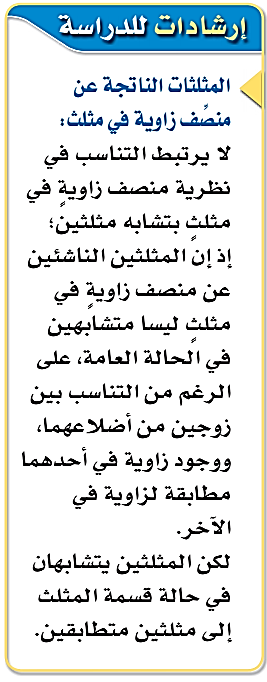 إرشادات للدراسة
المثلثات الناتجة عن
منصِّف زاوية في مثلث:
لا يرتبط التناسب في
نظرية منصف زاويةٍ في
مثلثٍ بتشابه مثلثين؛
إذ إن المثلثين الناشئين
عن منصف زاويةٍ في
مثلثٍ ليسا متشابهين
في الحالة العامة، على
الرغم من التناسب بين
زوجين من أضلاعهما،
ووجود زاوية في أحدهما
مطابقة لزاوية في
الآخر.
لكن المثلثين يتشابهان
في حالة قسمة المثلث
إلى مثلثين متطابقين.